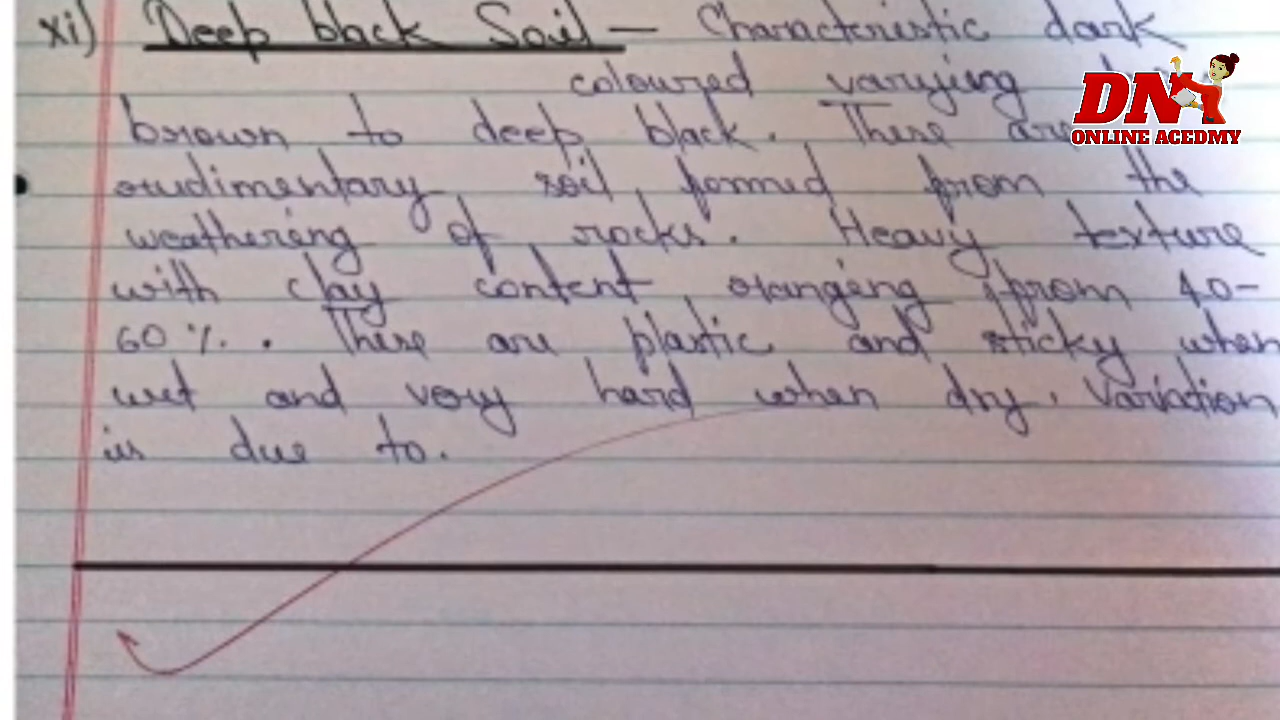 xi) Deep black Soil — Characteristic dark
coloured varying
brown to deep black. These are
rudimentary soil formed from the
weathering of rocks. Heavy texture
with clay content ranging from 40-
60%. These are plastic and sticky when
wet and very hard when dry. Variation
is due to.
DN
ONLINE ACEDMY